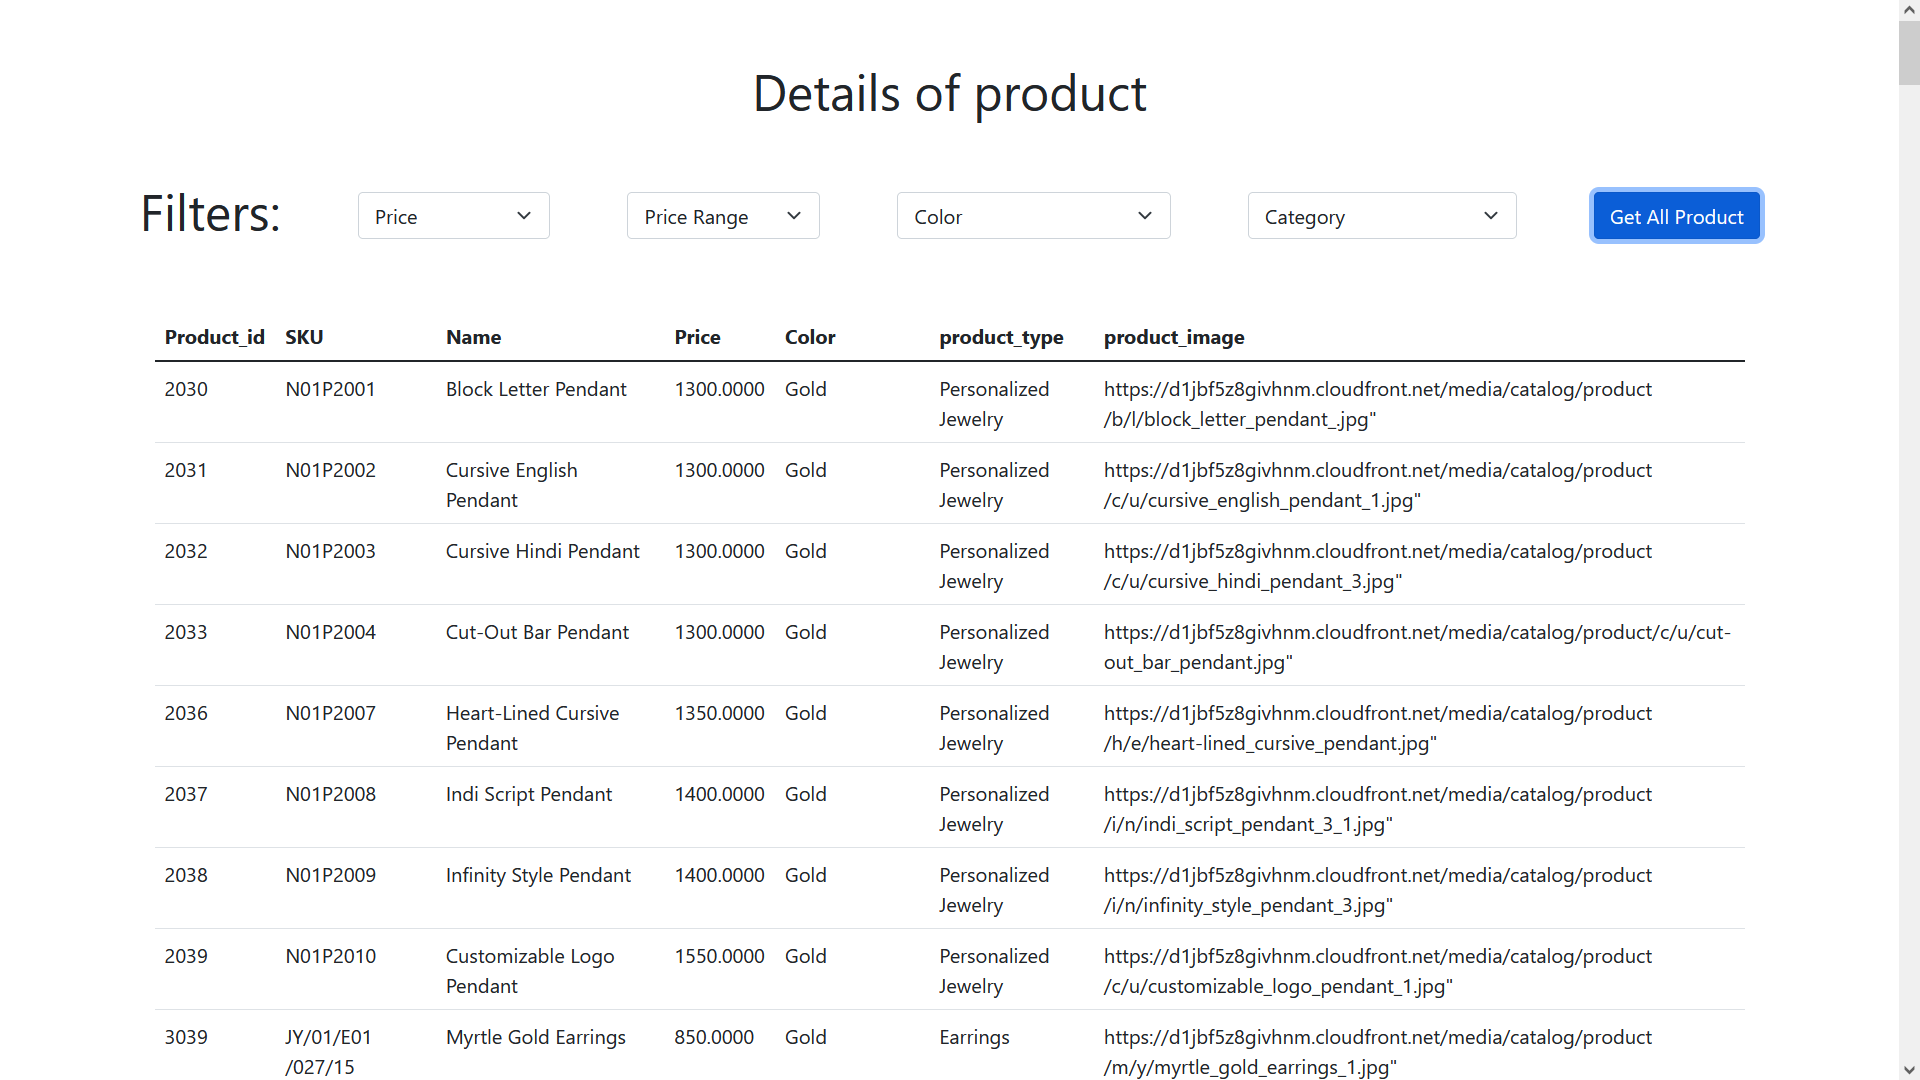 Details of product
Filters:
Price
Price Range
Color
Category
Get All Product
Product_id SKU Name Price Color product_type product_image
2030 N01P2001 Block Letter Pendant 1300.0000 Gold Personalized https://d1jbf5z8givhnm.cloudfront.net/media/catalog/product
Jewelry /b/l/block_letter_pendant_.jpg"
2031 N01P2002 Cursive English 1300.0000 Gold Personalized https://d1jbf5z8givhnm.cloudfront.net/media/catalog/product
Pendant Jewelry /c/u/cursive_english_pendant_1.jpg"
2032 N01P2003 Cursive Hindi Pendant 1300.0000 Gold Personalized https://d1jbf5z8givhnm.cloudfront.net/media/catalog/product
Jewelry /c/u/cursive_hindi_pendant_3.jpg"
2033 N01P2004 Cut-Out Bar Pendant 1300.0000 Gold Personalized https://d1jbf5z8givhnm.cloudfront.net/media/catalog/product/c/u/cut-
Jewelry out_bar_pendant.jpg"
2036 N01P2007 Heart-Lined Cursive 1350.0000 Gold Personalized https://d1jbf5z8givhnm.cloudfront.net/media/catalog/product
Pendant Jewelry /h/e/heart-lined_cursive_pendant.jpg"
2037 N01P2008 Indi Script Pendant 1400.0000 Gold Personalized https://d1jbf5z8givhnm.cloudfront.net/media/catalog/product
Jewelry /i/n/indi_script_pendant_3_1.jpg"
2038 N01P2009 Infinity Style Pendant 1400.0000 Gold Personalized https://d1jbf5z8givhnm.cloudfront.net/media/catalog/product
Jewelry /i/n/infinity_style_pendant_3.jpg"
2039 N01P2010 Customizable Logo 1550.0000 Gold Personalized https://d1jbf5z8givhnm.cloudfront.net/media/catalog/product
Pendant Jewelry /c/u/customizable_logo_pendant_1.jpg"
3039 JY/01/E01 Myrtle Gold Earrings 850.0000 Gold Earrings https://d1jbf5z8givhnm.cloudfront.net/media/catalog/product
/027/15 /m/y/myrtle_gold_earrings_1.jpg"